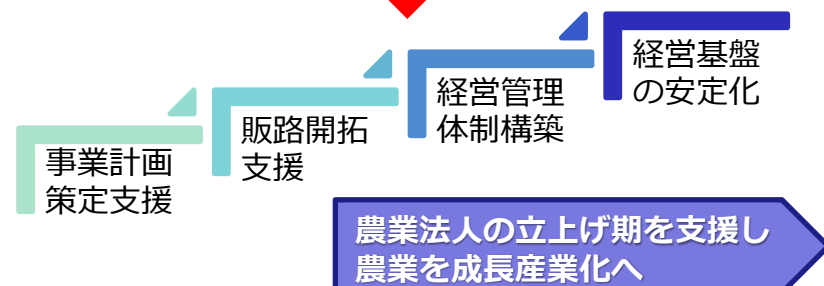 事業計画
策定支援
販路開拓
支援
経営管理
体制構築
経営基盤
の安定化
農業法人の立上げ期を支援し
農業を成長産業化へ